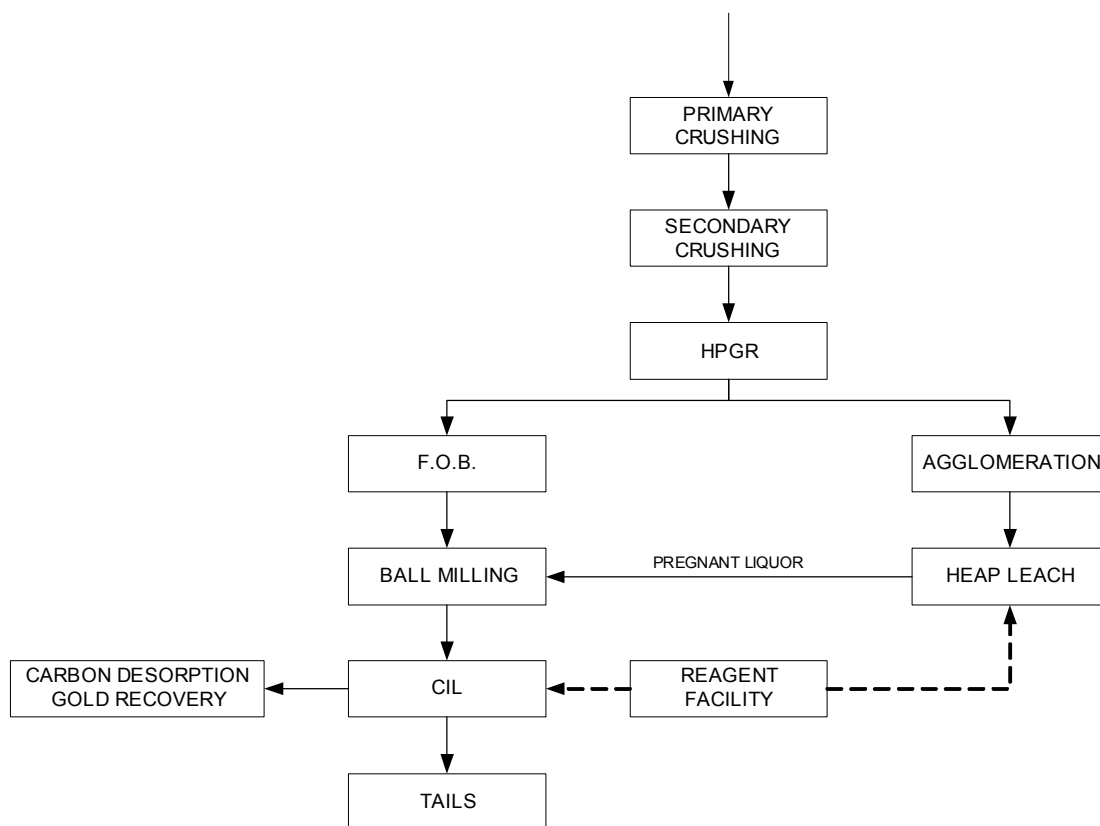 PRIMARY
CRUSHING
SECONDARY
CRUSHING
HPGR
F.O.B.
AGGLOMERATION
BALL MILLING
PREGNANT LIQUOR
HEAP LEACH
CARBON DESORPTION
GOLD RECOVERY
CIL
REAGENT
FACILITY
TAILS